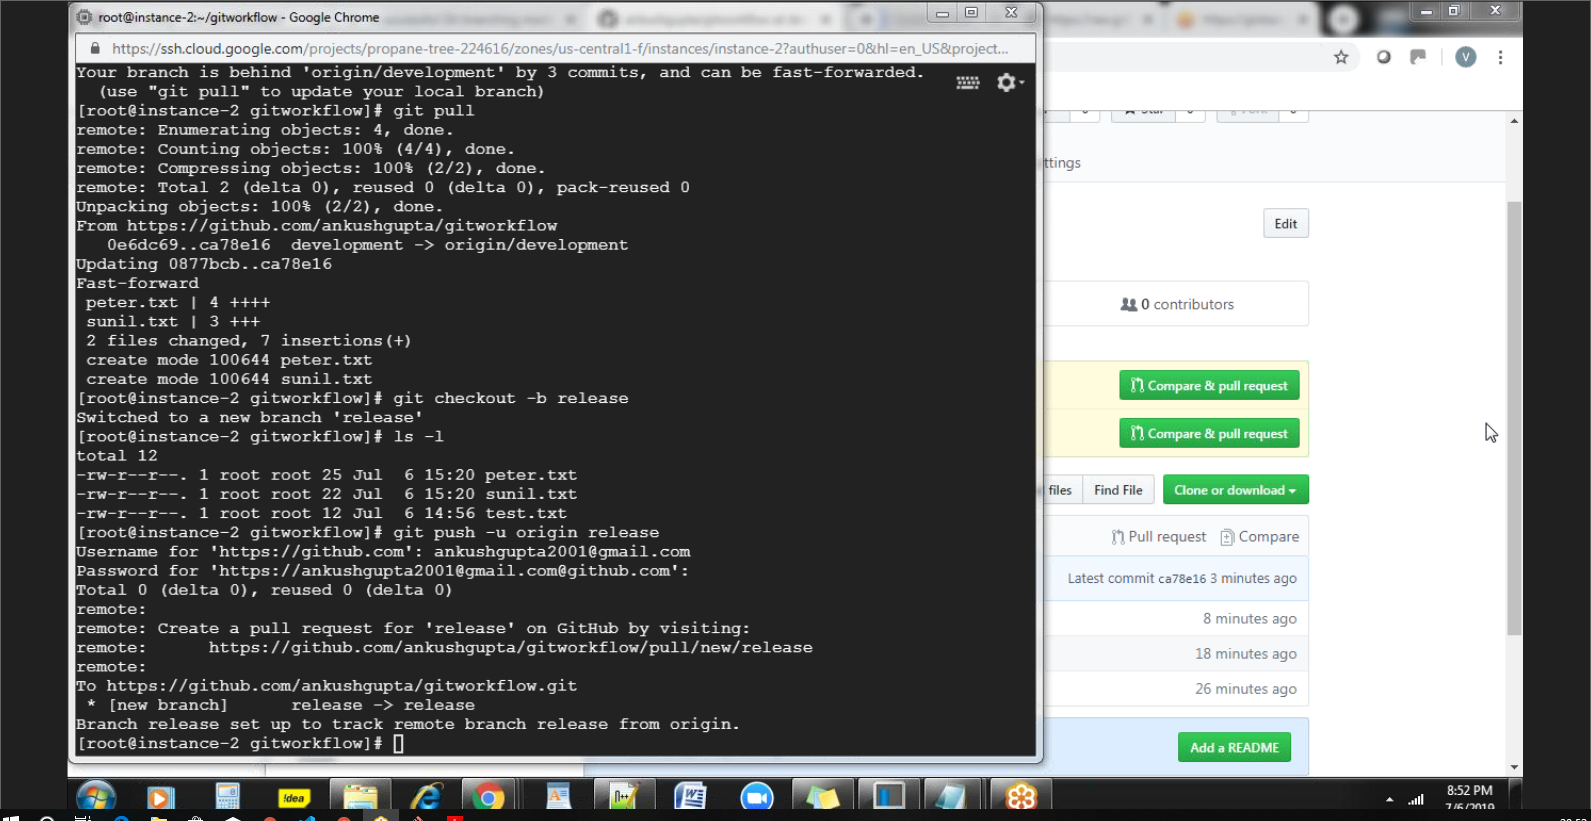 root@instance-2:~/gitworkflow - Google Chrome
https://ssh.cloud.google.com/projects/propane-tree-224616/zones/us-central1-f/instances/instance-2?authuser=0&hl=en_US&project...
Your branch is behind 'origin/development' by 3 commits, and can be fast-forwarded.
(use "git pull" to update your local branch)
[root@instance-2 gitworkflow]# git pull
remote: Enumerating objects: 4, done.
remote: Counting objects: 100% (4/4), done.
remote: Compressing objects: 100% (2/2), done.
remote: Total 2 (delta 0), reused 0 (delta 0), pack-reused 0
Unpacking objects: 100% (2/2), done.
From https://github.com/ankushgupta/gitworkflow
0e6dc69..ca78e16 development -> origin/development
Updating 0877bcb..ca78e16
Fast-forward
peter.txt | 4 ++++
sunil.txt | 3 +++
2 files changed, 7 insertions(+)
create mode 100644 peter.txt
create mode 100644 sunil.txt
[root@instance-2 gitworkflow]# git checkout -b release
Switched to a new branch 'release'
[root@instance-2 gitworkflow]# ls -l
total 12
-rw-r--r--. 1 root root 25 Jul 6 15:20 peter.txt
-rw-r--r--. 1 root root 22 Jul 6 15:20 sunil.txt
-rw-r--r--. 1 root root 12 Jul 6 14:56 test.txt
[root@instance-2 gitworkflow]# git push -u origin release
Username for 'https://github.com': ankushgupta2001@gmail.com
Password for 'https://ankushgupta2001@gmail.com@github.com':
Total 0 (delta 0), reused 0 (delta 0)
remote:
remote: Create a pull request for 'release' on GitHub by visiting:
remote: https://github.com/ankushgupta/gitworkflow/pull/new/release
remote:
To https://github.com/ankushgupta/gitworkflow.git
* [new branch] release -> release
Branch release set up to track remote branch release from origin.
[root@instance-2 gitworkflow]#
V
ttings
Edit
0 contributors
Compare & pull request
Compare & pull request
files
Find File
Clone or download
Pull request
Compare
Latest commit ca78e16 3 minutes ago
8 minutes ago
18 minutes ago
26 minutes ago
Add a README
!dea
8:52 PM
7/6/2019